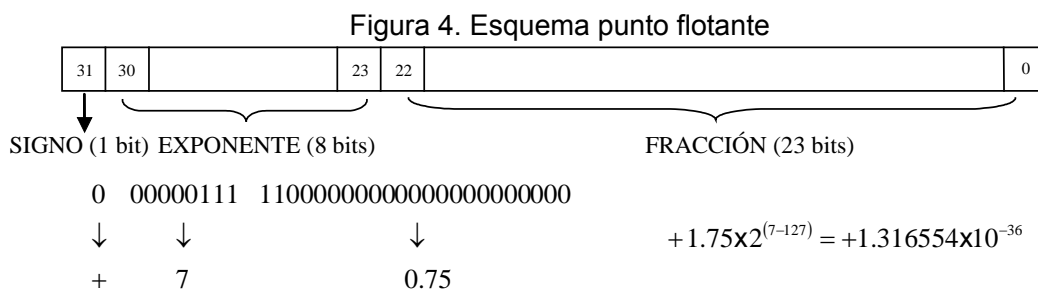 Figura 4. Esquema punto flotante
31 30 23 22 0
SIGNO (1 bit) EXPONENTE (8 bits) FRACCIÓN (23 bits)
0 00000111 11000000000000000000000
↓ ↓ ↓ +1.75x2^(7–127) = +1.316554x10^–36
+ 7 0.75